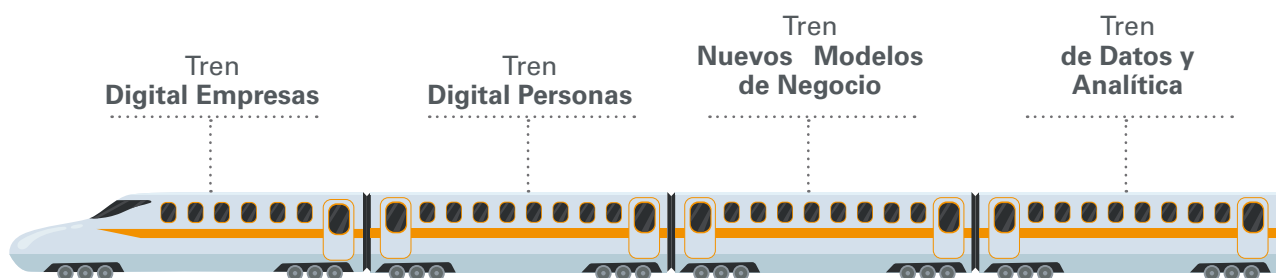 Tren
Digital Empresas
Tren
Digital Personas
Tren
Nuevos Modelos
de Negocio
Tren
de Datos y
Analítica